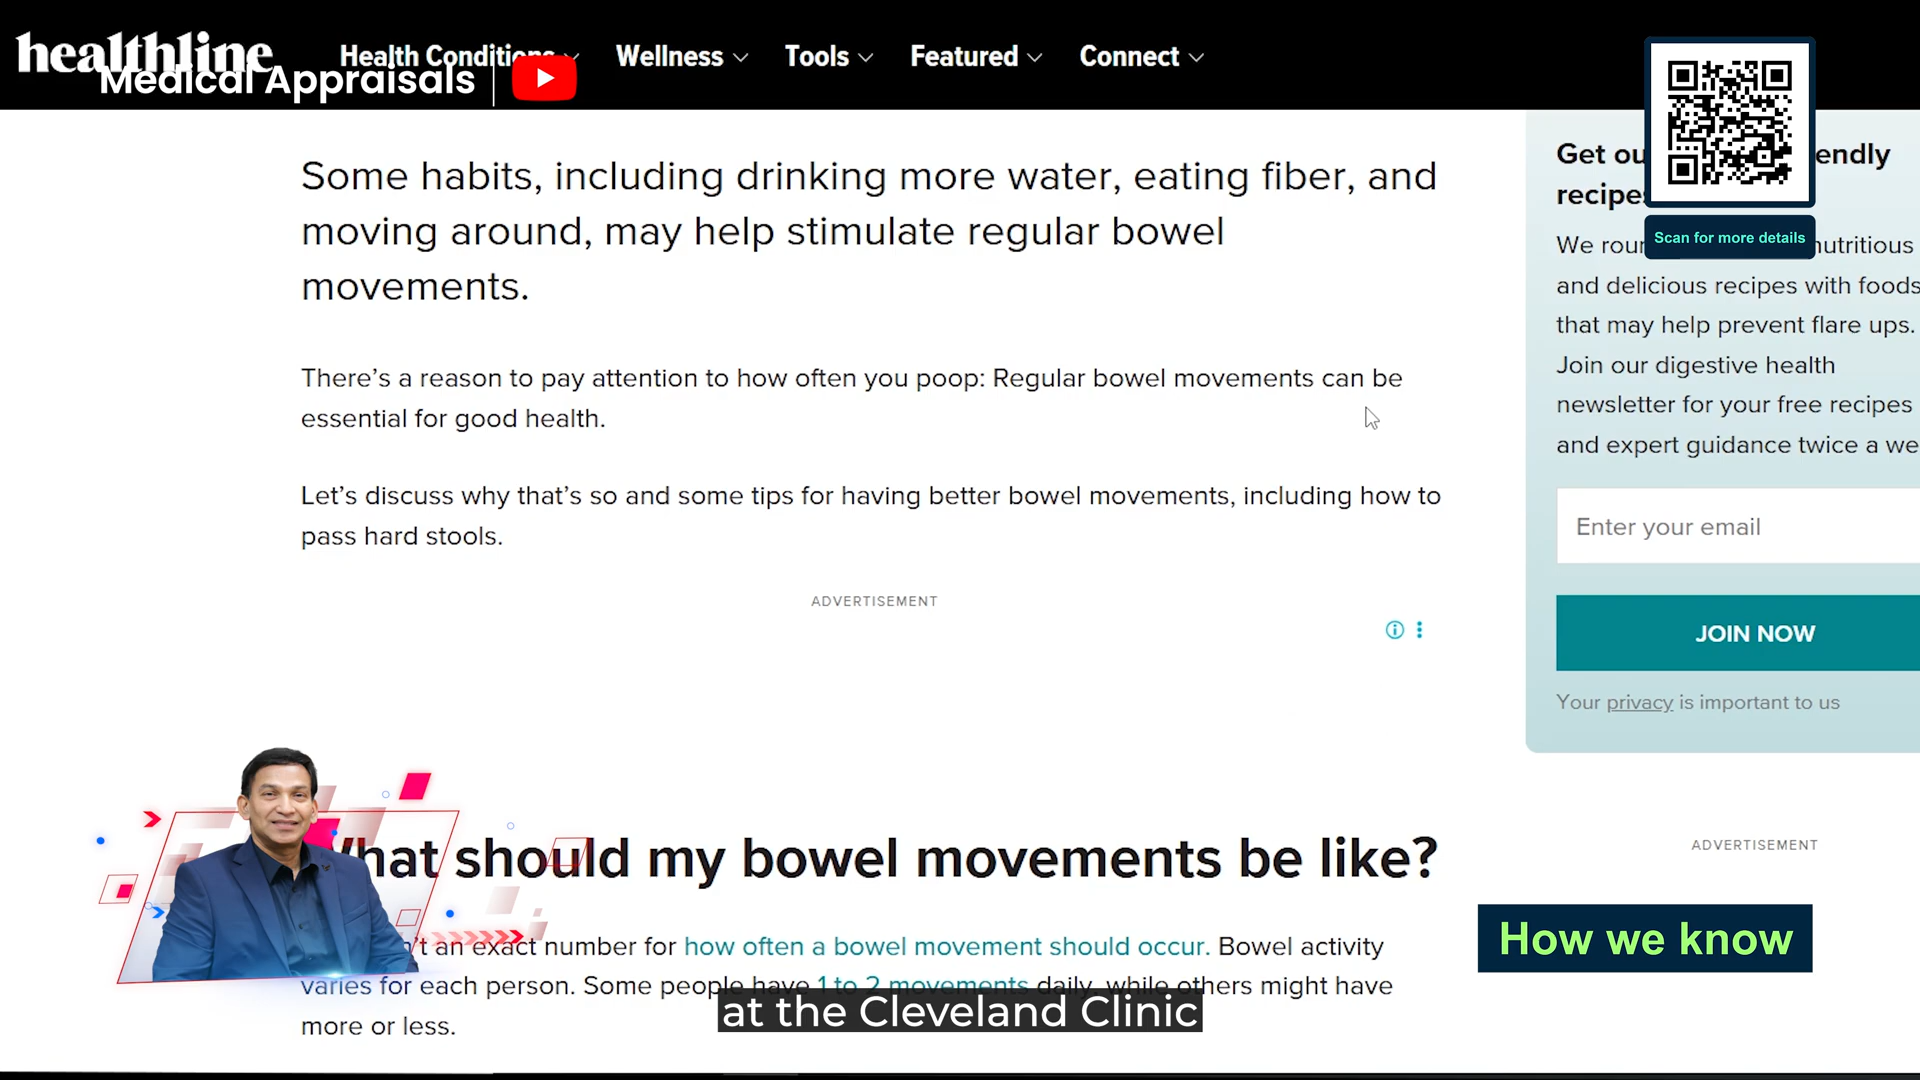 healthline
Health Conditions
Wellness
Tools
Featured
Connect
Medical Appraisals
Some habits, including drinking more water, eating fiber, and
moving around, may help stimulate regular bowel
movements.
There's a reason to pay attention to how often you poop: Regular bowel movements can be
essential for good health.
Let's discuss why that's so and some tips for having better bowel movements, including how to
pass hard stools.
ADVERTISEMENT
Get ou endly
recipes
Scan for more details
We roun nutritious
and delicious recipes with foods
that may help prevent flare ups.
Join our digestive health
newsletter for your free recipes
and expert guidance twice a we
Enter your email
JOIN NOW
Your privacy is important to us
ADVERTISEMENT
What should my bowel movements be like?
n't an exact number for how often a bowel movement should occur. Bowel activity
varies for each person. Some people have 1 to 2 movements daily, while others might have
more or less.
How we know
at the Cleveland Clinic